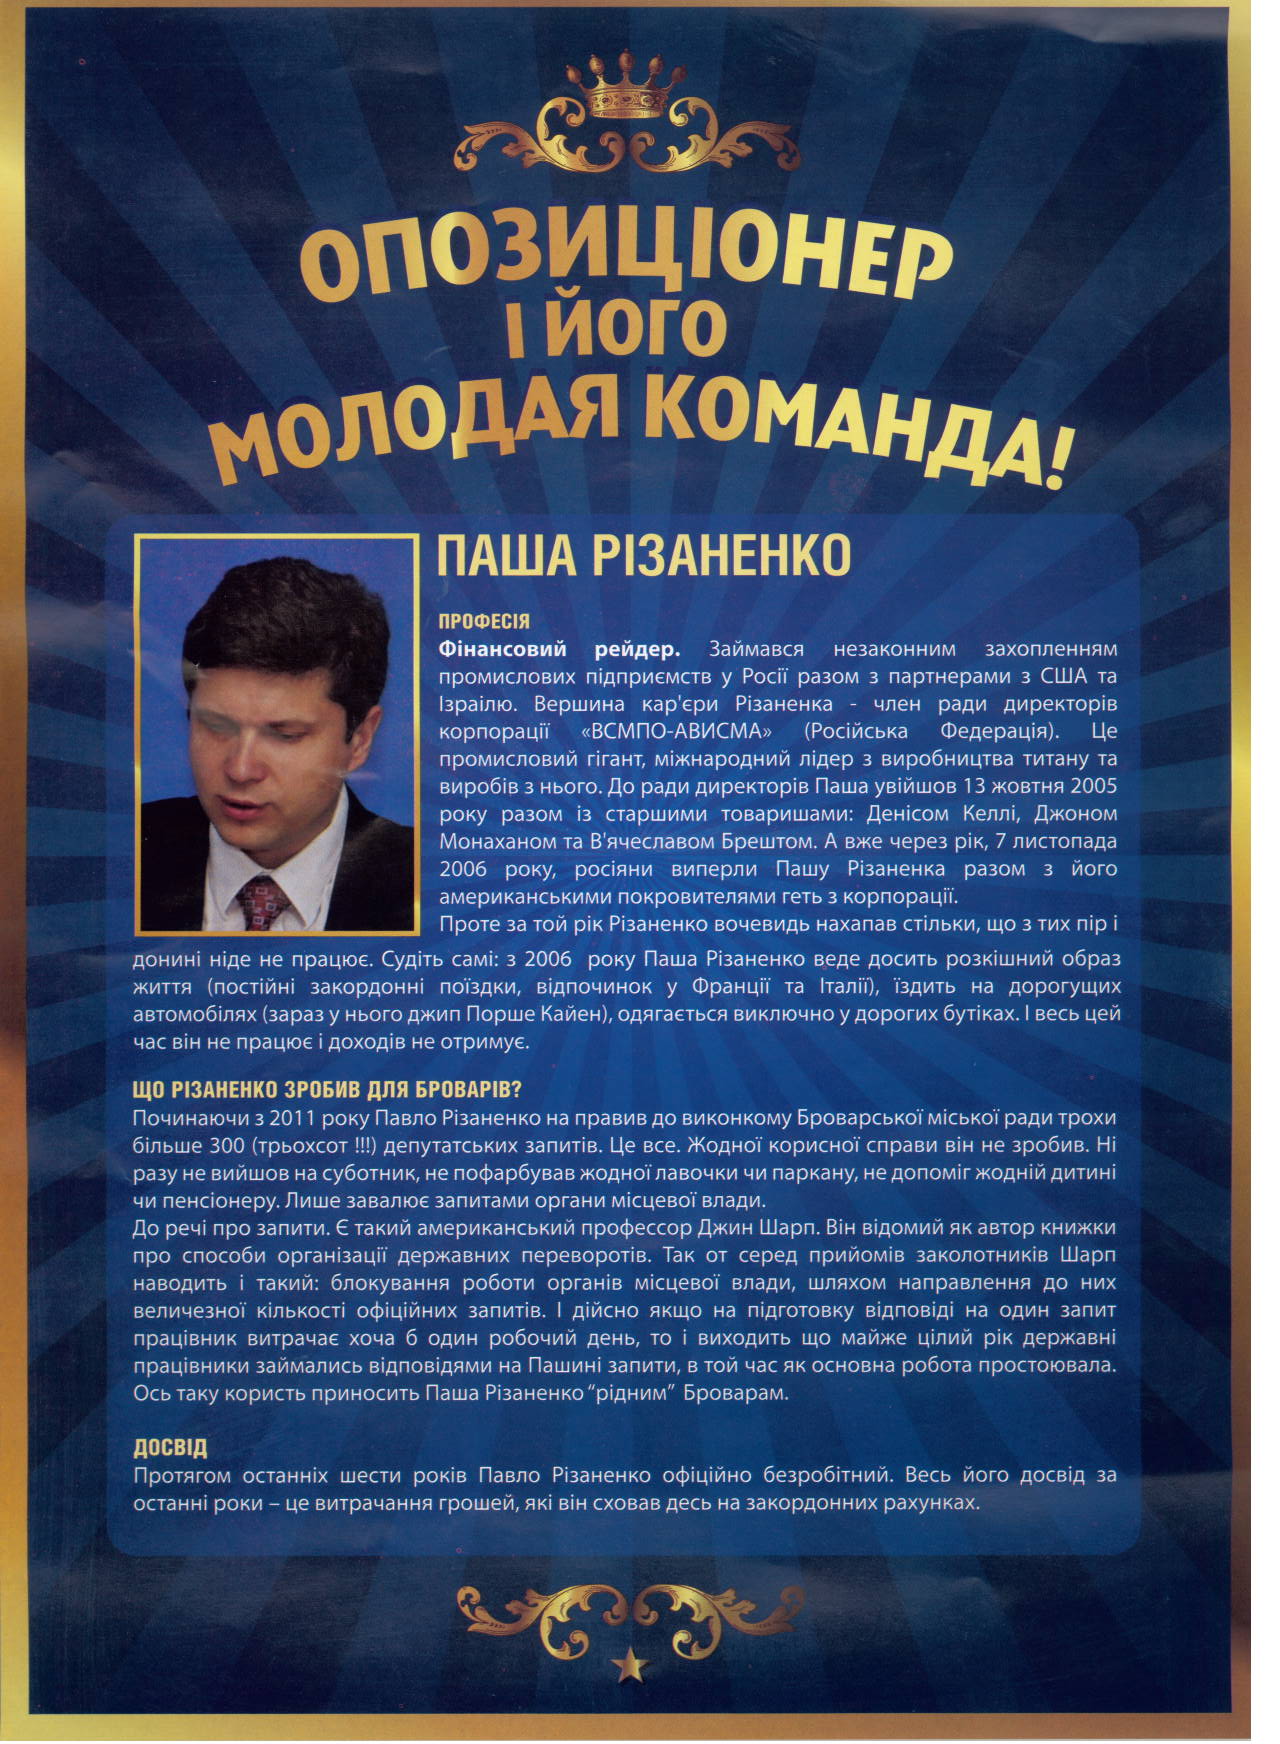 ОПОЗИЦІОНЕР
І ЙОГО
МОЛОДАЯ КОМАНДА!
ПАША РІЗАНЕНКО
ПРОФЕСІЯ
Фінансовий рейдер. Займався незаконним захопленням
промислових підприємств у Росії разом з партнерами з США та
Ізраілю. Вершина кар'єри Різаненка - член ради директорів
корпорації «ВСМПО-АВИСМА» (Російська Федерація). Це
промисловий гігант, міжнародний лідер з виробництва титану та
виробів з нього. До ради директорів Паша увійшов 13 жовтня 2005
року разом із старшими товаришами: Денісом Келлі, Джоном
Монаханом та В'ячеславом Брештом. А вже через рік, 7 листопада
2006 року, росіяни виперли Пашу Різаненка разом з його
американськими покровителями геть з корпорації.
Проте за той рік Різаненко вочевидь нахапав стільки, що з тих пір і
донині ніде не працює. Судіть самі: з 2006 року Паша Різаненко веде досить розкішний образ
життя (постійні закордонні поїздки, відпочинок у Франції та Італії), їздить на дорогущих
автомобілях (зараз у нього джип Порше Кайен), одягається виключно у дорогих бутіках. І весь цей
час він не працює і доходів не отримує.
ЩО РІЗАНЕНКО ЗРОБИВ ДЛЯ БРОВАРІВ?
Починаючи з 2011 року Павло Різаненко на правив до виконкому Броварської міської ради трохи
більше 300 (трьохсот !!!) депутатських запитів. Це все. Жодної корисної справи він не зробив. Ні
разу не вийшов на суботник, не пофарбував жодної лавочки чи паркану, не допоміг жодній дитині
чи пенсіонеру. Лише завалює запитами органи місцевої влади.
До речі про запити. Є такий американський профессор Джин Шарп. Він відомий як автор книжки
про способи організації державних переворотів. Так от серед прийомів заколотників Шарп
наводить і такий: блокування роботи органів місцевої влади, шляхом направлення до них
величезної кількості офіційних запитів. І дійсно якщо на підготовку відповіді на один запит
працівник витрачає хоча б один робочий день, то і виходить що майже цілий рік державні
працівники займались відповідями на Пашині запити, в той час як основна робота простоювала.
Ось таку користь приносить Паша Різаненко “рідним” Броварам.
ДОСВІД
Протягом останніх шести років Павло Різаненко офіційно безробітний. Весь його досвід за
останні роки – це витрачання грошей, які він сховав десь на закордонних рахунках.